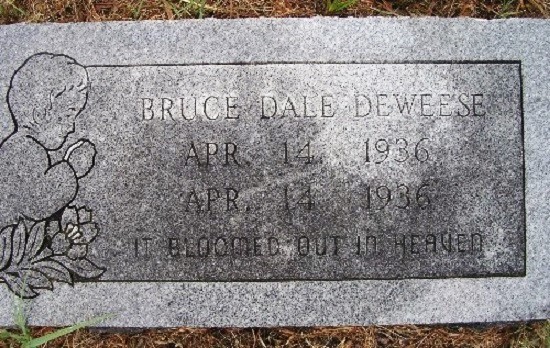 BRUCE DALE DEWEESE
APR. 14 1936
APR. 14 1936
IT BLOOMED OUT IN HEAVEN